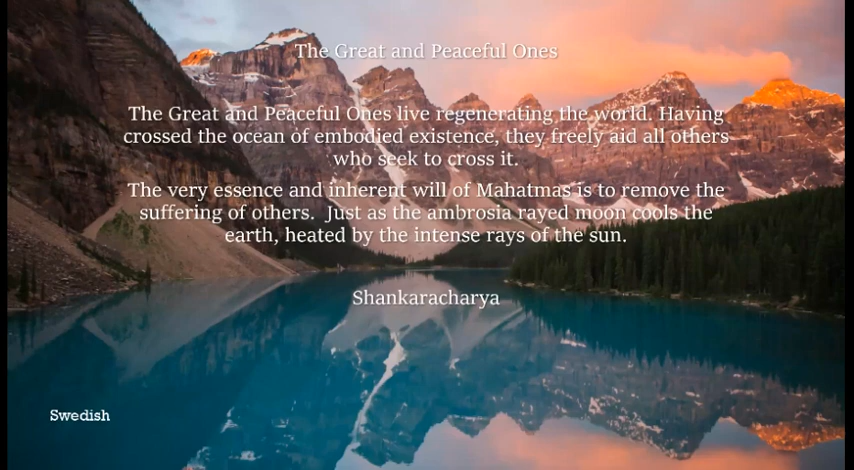 The Great and Peaceful Ones
The Great and Peaceful Ones live regenerating the world. Having
crossed the ocean of embodied existence, they freely aid all others
who seek to cross it.
The very essence and inherent will of Mahatmas is to remove the
suffering of others.  Just as the ambrosia rayed moon cools the
earth, heated by the intense rays of the sun.
Shankaracharya
Swedish